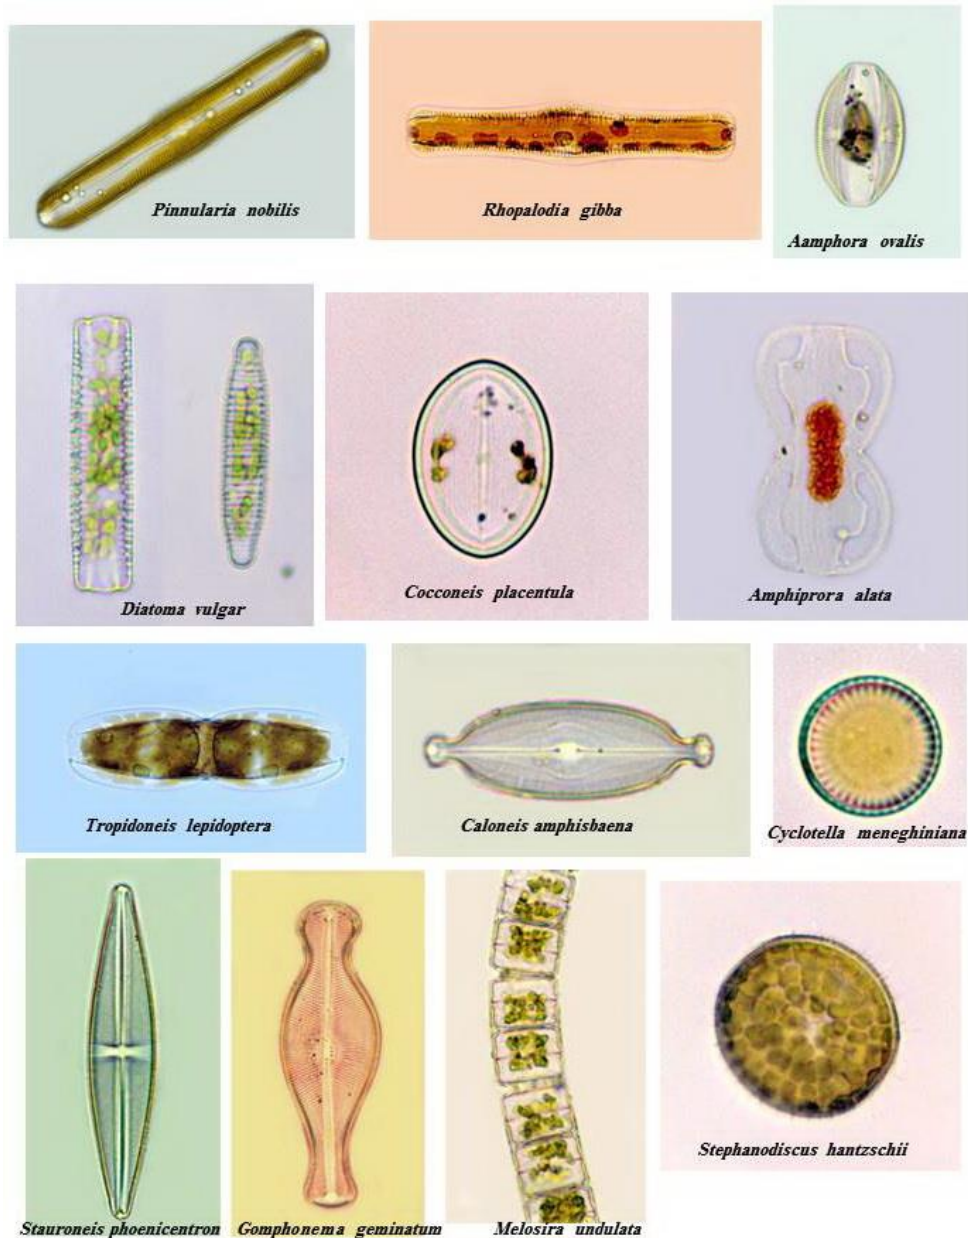 Pinnularia nobilis
Rhopalodia gibba
Aamphora ovalis
Diatoma vulgar
Cocconeis placentula
Amphiprora alata
Tropidoneis lepidoptera
Caloneis amphisbaena
Cyclotella meneghiniana
Stauroneis phoenicentron
Gomphonema geminatum
Melosira undulata
Stephanodiscus hantzschii